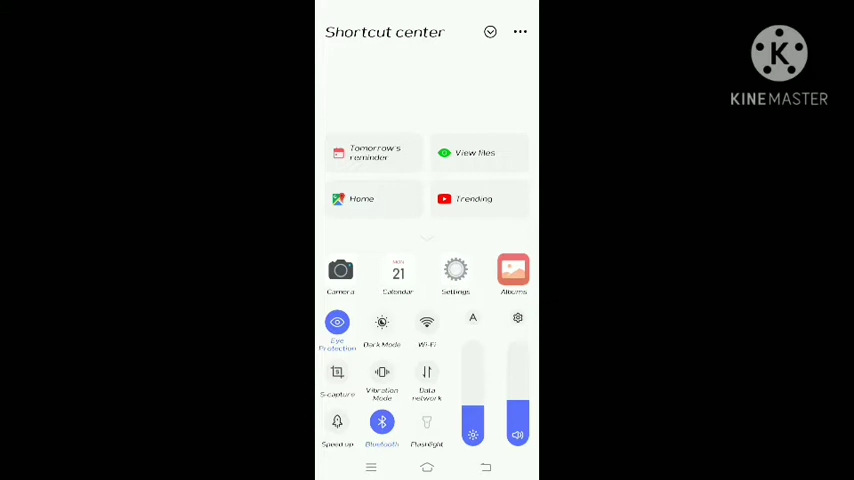 Shortcut center
KINEMASTER
Tomorrow's
reminder
View files
Home
Trending
MON
21
Camera
Calendar
Settings
Albums
A
Eye
Protection
Dark Mode
Wi-Fi
S-capture
Vibration
Mode
Data
network
Speed up
Bluetooth
Flashlight